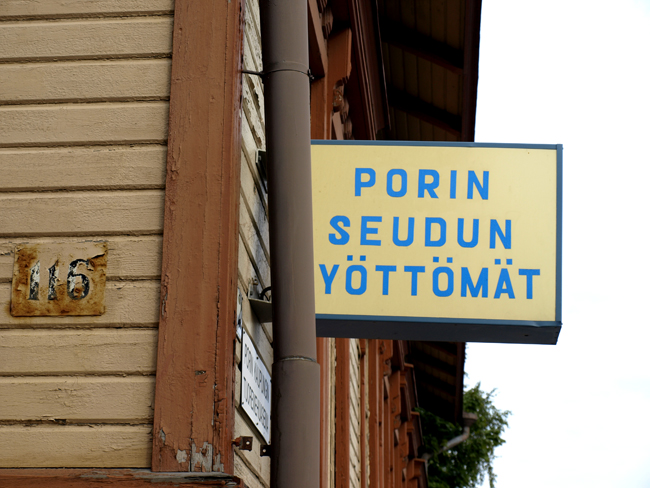 PORIN
SEUDUN
YÖTTÖMÄT
116